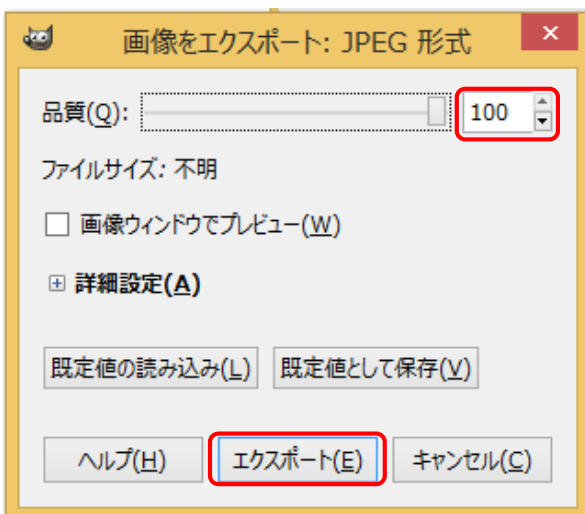 画像をエクスポート: JPEG 形式
品質(Q): 100
ファイルサイズ: 不明
画像ウィンドウでプレビュー(W)
詳細設定(A)
既定値の読み込み(L) 既定値として保存(V)
ヘルプ(H) エクスポート(E) キャンセル(C)